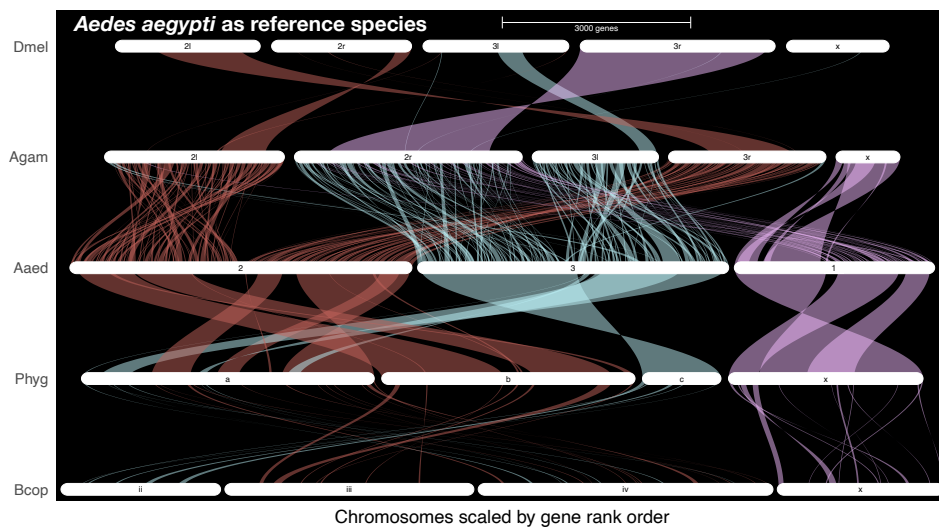 Aedes aegypti as reference species
3000 genes
Dmel 2l 2r 3l 3r x
Agam 2l 2r 3l 3r x
Aaed 2 3 1
Phyg a b c x
Bcop ii iii iv x
Chromosomes scaled by gene rank order